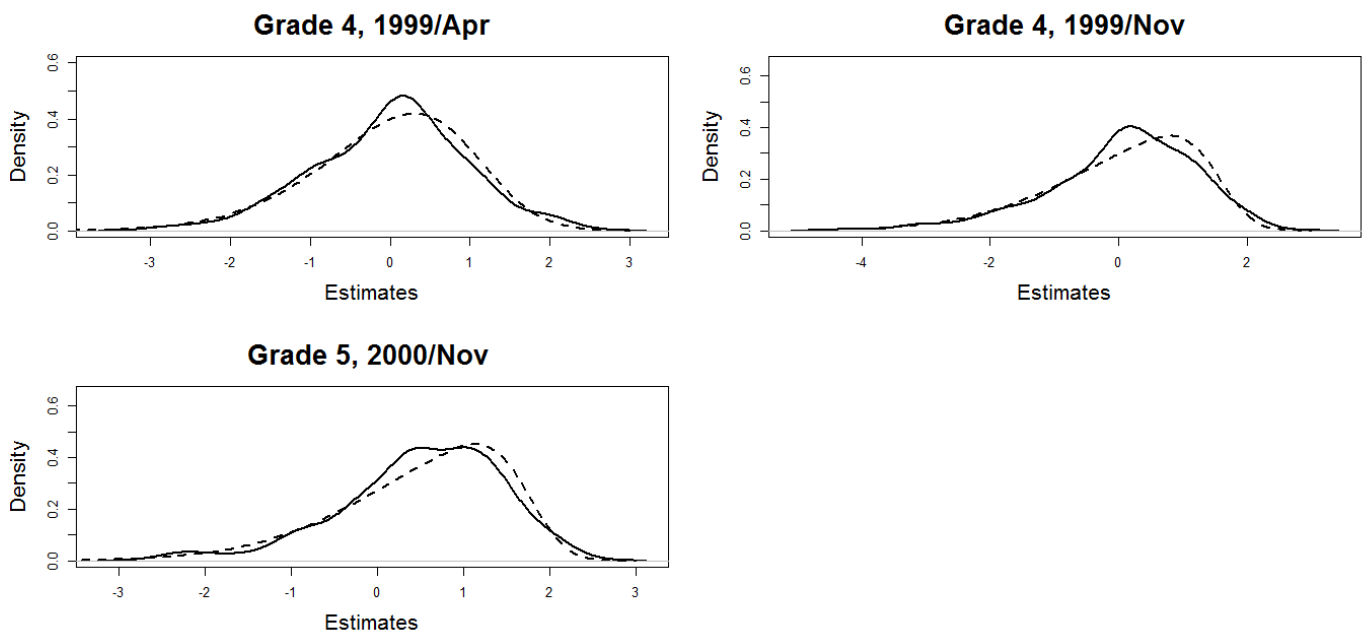 Grade 4, 1999/Apr
Density
0.0 0.2 0.4 0.6
-3 -2 -1 0 1 2 3
Estimates
Grade 4, 1999/Nov
Density
0.0 0.2 0.4 0.6
-4 -2 0 2
Estimates
Grade 5, 2000/Nov
Density
0.0 0.2 0.4 0.6
-3 -2 -1 0 1 2 3
Estimates